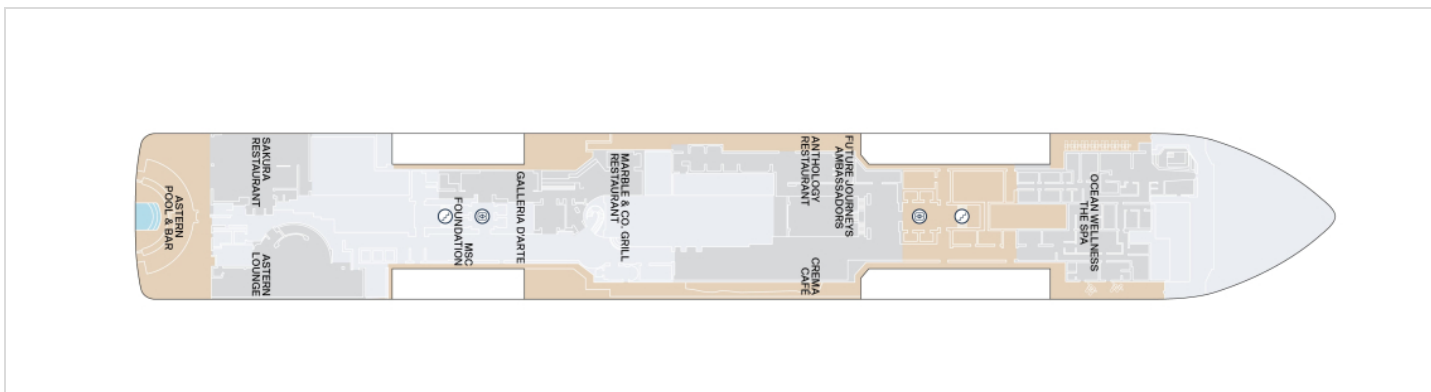 ASTERN
POOL & BAR
SAKURA
RESTAURANT
ASTERN
LOUNGE
MSC
FOUNDATION
GALLERIA D'ARTE
MARBLE & CO. GRILL
RESTAURANT
FUTURE JOURNEYS
AMBASSADORS
ANTHOLOGY
RESTAURANT
CREMA
CAFÉ
OCEAN WELLNESS
THE SPA